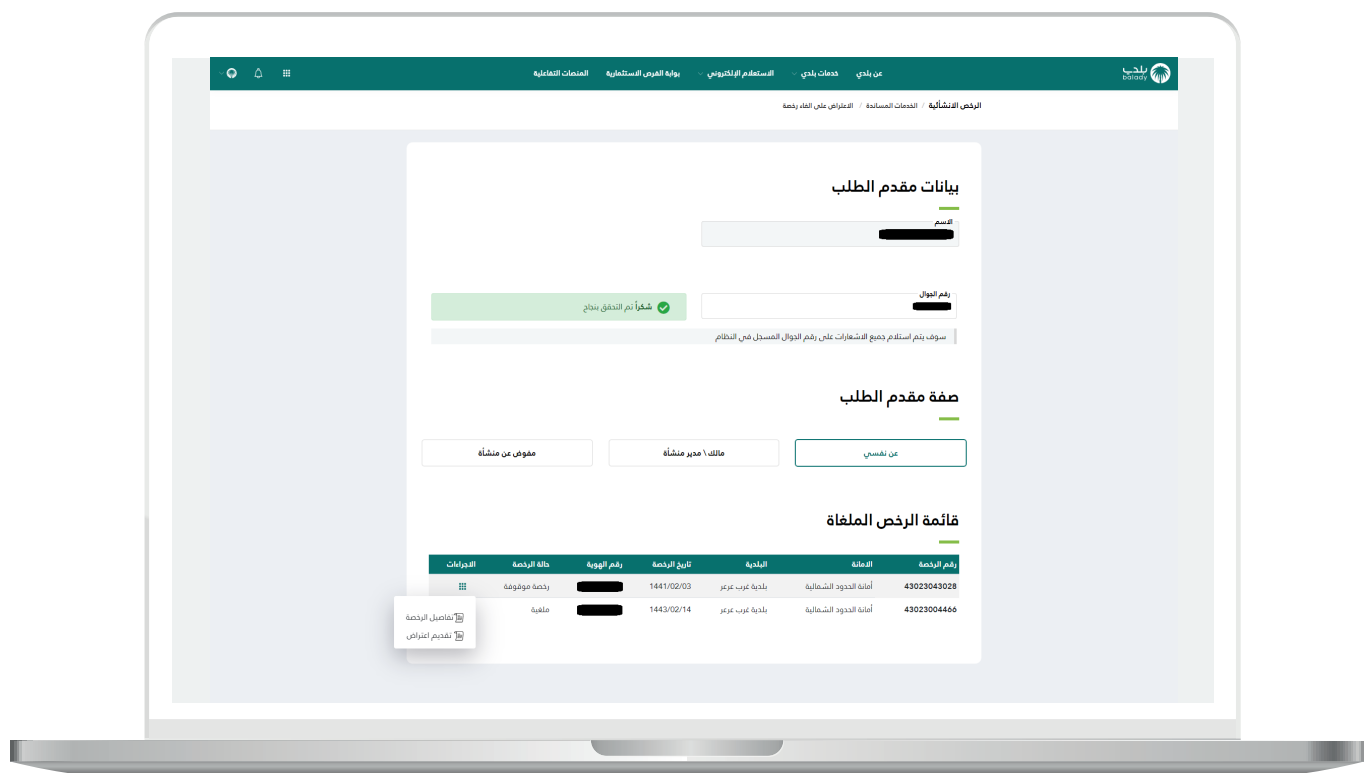 بلدي
balady
عن بلدي خدمات بلدي الاستعلام الإلكتروني بوابة الفرص الاستثمارية المنصات التفاعلية
الرخص الانشائية / الخدمات المساندة / الاعتراض على الغاء رخصة
بيانات مقدم الطلب
الاسم
رقم الجوال
شكراً تم التحقق بنجاح
سوف يتم استلام جميع الاشعارات على رقم الجوال المسجل في النظام
صفة مقدم الطلب
عن نفسي
مالك \ مدير منشأة
مفوض عن منشأة
قائمة الرخص الملغاة
رقم الرخصة الامانة البلدية تاريخ الرخصة رقم الهوية حالة الرخصة الاجراءات
43023043028 أمانة الحدود الشمالية بلدية غرب عرعر 1441/02/03 رخصة موقوفة
43023004466 أمانة الحدود الشمالية بلدية غرب عرعر 1443/02/14 ملغية
تفاصيل الرخصة
تقديم اعتراض